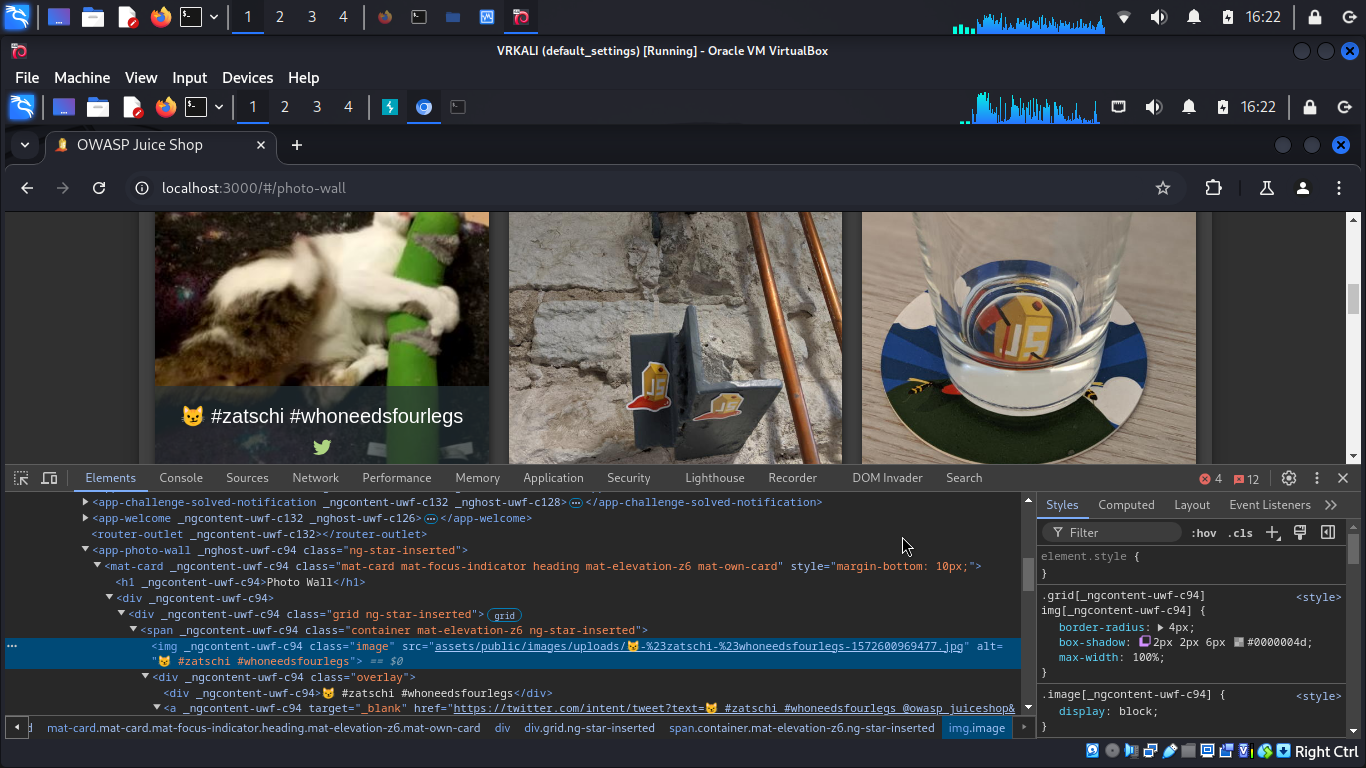 1 2 3 4 16:22
VRKALI (default_settings) [Running] - Oracle VM VirtualBox
File Machine View Input Devices Help
1 2 3 4 16:22
OWASP Juice Shop
localhost:3000/#/photo-wall
JS JS JS
😼 #zatschi #whoneedsfourlegs
Elements Console Sources Network Performance Memory Application Security Lighthouse Recorder DOM Invader Search 4 12
<app-challenge-solved-notification _ngcontent-uwf-c132 _nghost-uwf-c128>…</app-challenge-solved-notification>
<app-welcome _ngcontent-uwf-c132 _nghost-uwf-c126>…</app-welcome>
<router-outlet _ngcontent-uwf-c132></router-outlet>
<app-photo-wall _nghost-uwf-c94 class="ng-star-inserted">
<mat-card _ngcontent-uwf-c94 class="mat-card mat-focus-indicator heading mat-elevation-z6 mat-own-card" style="margin-bottom: 10px;">
<h1 _ngcontent-uwf-c94>Photo Wall</h1>
<div _ngcontent-uwf-c94>
<div _ngcontent-uwf-c94 class="grid ng-star-inserted"> grid
<span _ngcontent-uwf-c94 class="container mat-elevation-z6 ng-star-inserted">
<img _ngcontent-uwf-c94 class="image" src="assets/public/images/uploads/😼-%23zatschi-%23whoneedsfourlegs-1572600969477.jpg" alt=
"😼 #zatschi #whoneedsfourlegs"> == $0
<div _ngcontent-uwf-c94 class="overlay">
<div _ngcontent-uwf-c94>😼 #zatschi #whoneedsfourlegs</div>
<a _ngcontent-uwf-c94 target="_blank" href="https://twitter.com/intent/tweet?text=😼 #zatschi #whoneedsfourlegs @owasp_juiceshop&
mat-card.mat-card.mat-focus-indicator.heading.mat-elevation-z6.mat-own-card div div.grid.ng-star-inserted span.container.mat-elevation-z6.ng-star-inserted img.image
Styles Computed Layout Event Listeners
Filter :hov .cls
element.style {
}
.grid[_ngcontent-uwf-c94] <style>
img[_ngcontent-uwf-c94] {
border-radius: 4px;
box-shadow: 2px 2px 6px #0000004d;
max-width: 100%;
}
.image[_ngcontent-uwf-c94] { <style>
display: block;
}
Right Ctrl